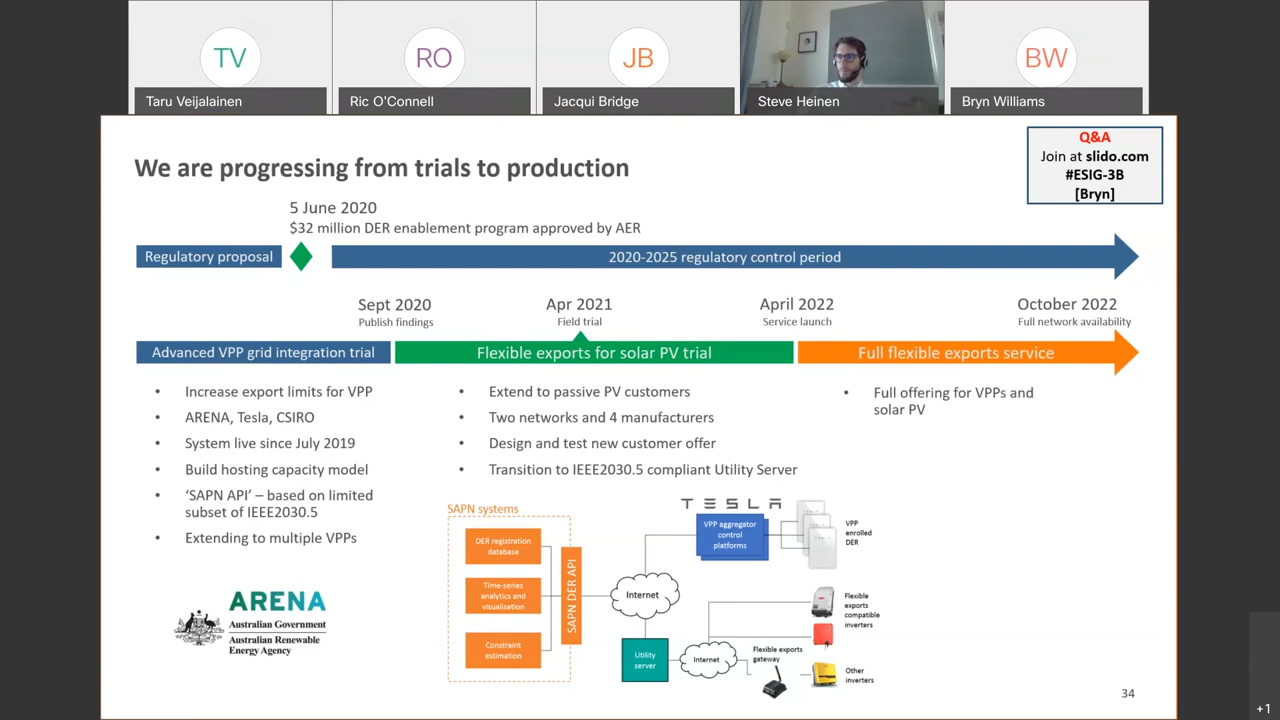 TV
RO
JB
BW
Taru Veijalainen
Ric O'Connell
Jacqui Bridge
Steve Heinen
Bryn Williams
We are progressing from trials to production
Q&A
Join at slido.com
#ESIG-3B
[Bryn]
5 June 2020
$32 million DER enablement program approved by AER
Regulatory proposal
2020-2025 regulatory control period
Sept 2020
Publish findings
Apr 2021
Field trial
April 2022
Service launch
October 2022
Full network availability
Advanced VPP grid integration trial
Flexible exports for solar PV trial
Full flexible exports service
• Increase export limits for VPP
• ARENA, Tesla, CSIRO
• System live since July 2019
• Build hosting capacity model
• 'SAPN API' – based on limited
subset of IEEE2030.5
• Extending to multiple VPPs
• Extend to passive PV customers
• Two networks and 4 manufacturers
• Design and test new customer offer
• Transition to IEEE2030.5 compliant Utility Server
• Full offering for VPPs and
solar PV
ARENA
Australian Government
Australian Renewable
Energy Agency
SAPN systems
DER registration
database
Time-series
analytics and
visualisation
Constraint
estimation
SAPN DER API
Internet
Utility
server
TESLA
VPP aggregator
control
platforms
VPP
enrolled
DER
Internet
Flexible exports
gateway
Flexible
exports
compatible
inverters
Other
inverters
34
+1